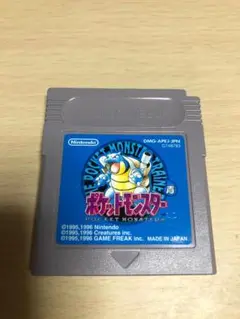 Nintendo
DMG-APEJ-JPN
THE POCKET MONSTER TRAINER
青
ポケットモンスター
POCKET MONSTERS
©1995,1996 Nintendo
©1995,1996 Creatures inc.
©1995,1996 GAME FREAK inc. MADE IN JAPAN